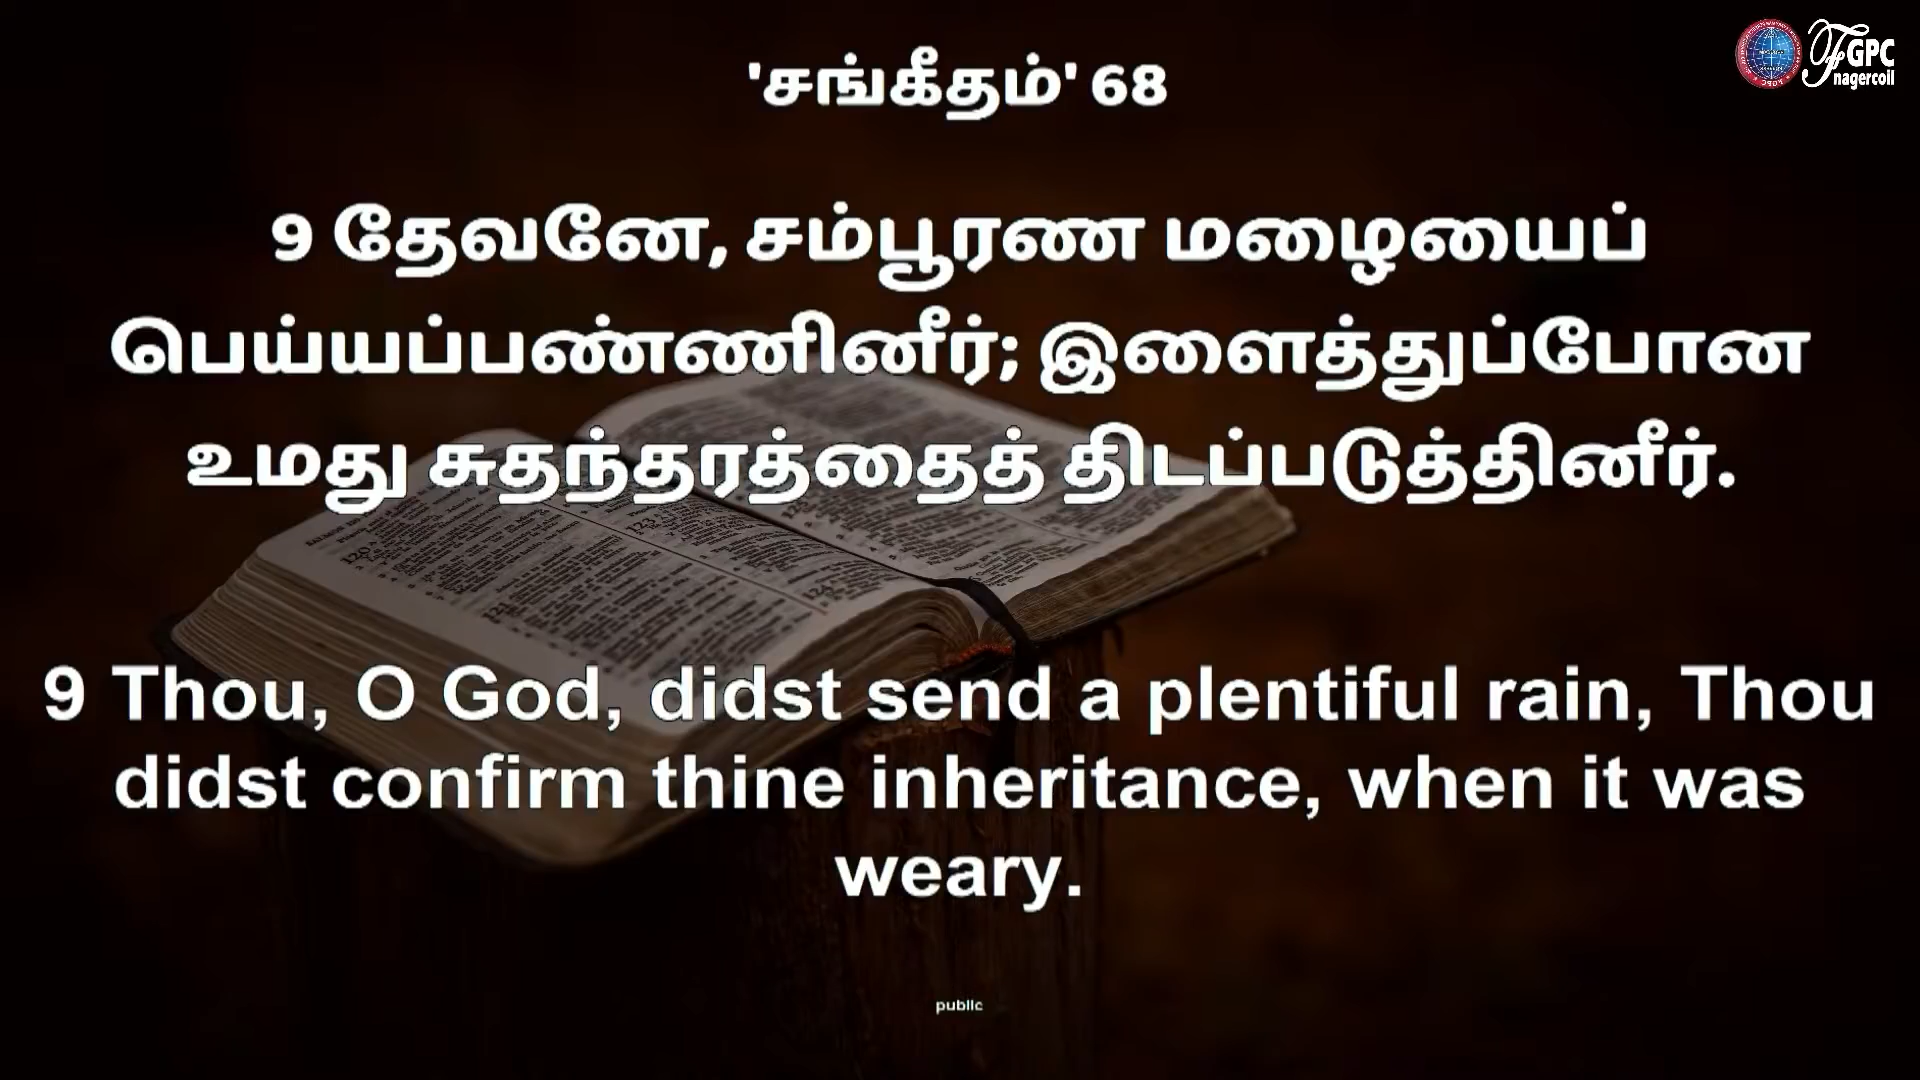 'சங்கீதம்' 68
FGPC
nagercoil
9 தேவனே, சம்பூரண மழையைப்
பெய்யப்பண்ணினீர்; இளைத்துப்போன
உமது சுதந்தரத்தைத் திடப்படுத்தினீர்.
9 Thou, O God, didst send a plentiful rain, Thou
didst confirm thine inheritance, when it was
weary.
public